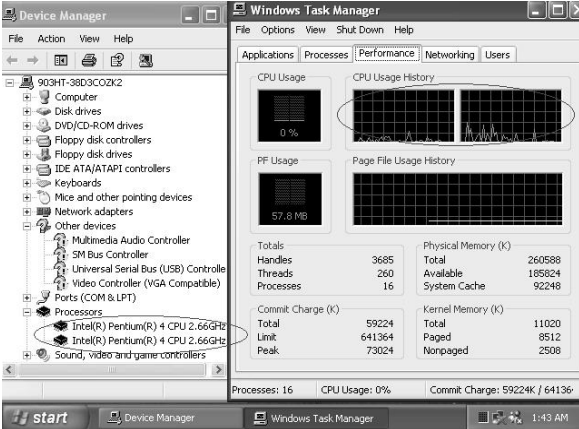 Device Manager
File Action View Help
903HT-38D3COZK2
Computer
Disk drives
DVD/CD-ROM drives
Floppy disk controllers
Floppy disk drives
IDE ATA/ATAPI controllers
Keyboards
Mice and other pointing devices
Network adapters
Other devices
Multimedia Audio Controller
SM Bus Controller
Universal Serial Bus (USB) Controlle
Video Controller (VGA Compatible)
Ports (COM & LPT)
Processors
Intel(R) Pentium(R) 4 CPU 2.66GHz
Intel(R) Pentium(R) 4 CPU 2.66GHz
Sound, video and game controllers
Windows Task Manager
File Options View Shut Down Help
Applications Processes Performance Networking Users
CPU Usage CPU Usage History
0 %
PF Usage Page File Usage History
57.8 MB
Totals
Handles 3685
Threads 260
Processes 16
Physical Memory (K)
Total 260588
Available 185824
System Cache 92248
Commit Charge (K)
Total 59224
Limit 641364
Peak 73024
Kernel Memory (K)
Total 11020
Paged 8512
Nonpaged 2508
Processes: 16 CPU Usage: 0% Commit Charge: 59224K / 64136
start Device Manager Windows Task Manager 1:43 AM